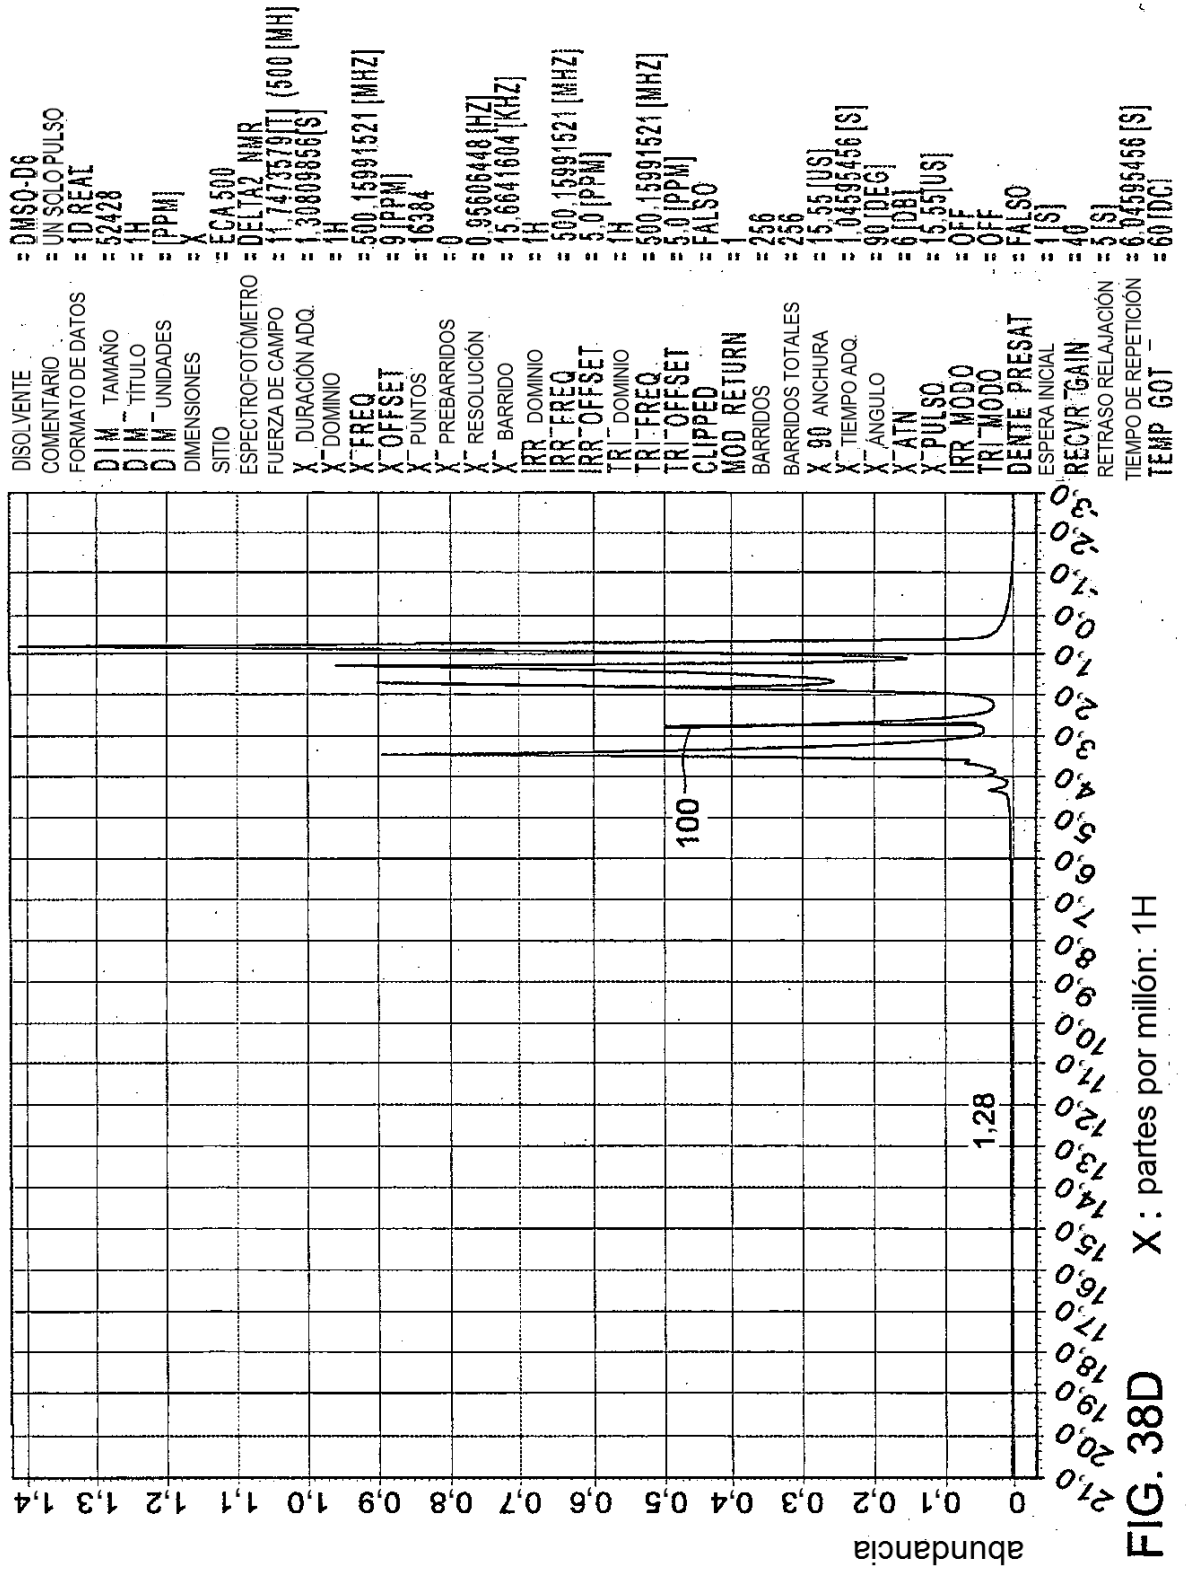 abundancia
1,4
1,3
1,2
1,1
1,0
0,9
0,8
0,7
0,6
0,5
0,4
0,3
0,2
0,1
0
21,0 20,0 19,0 18,0 17,0 16,0 15,0 14,0 13,0 12,0 11,0 10,0 9,0 8,0 7,0 6,0 5,0 4,0 3,0 2,0 1,0 0,0 -1,0 -2,0 -3,0
1,28
100
X : partes por millón: 1H
FIG. 38D
DISOLVENTE = DMSO-D6
COMENTARIO = UN SOLO PULSO
FORMATO DE DATOS = 1D REAL
DIM_TAMAÑO = 52428
DIM_TÍTULO = 1H
DIM_UNIDADES = [PPM]
DIMENSIONES = X
SITIO = ECA 500
ESPECTROFOTÓMETRO = DELTA2 NMR
FUERZA DE CAMPO = 11,7473579[T] (500 [MH]
X_DURACIÓN ADQ. = 1,30809856[S]
X_DOMINIO = 1H
X_FREQ = 500,15991521 [MHZ]
X_OFFSET = 9 [PPM]
X_PUNTOS = 16384
X_PREBARRIDOS = 0
X_RESOLUCIÓN = 0,95606448 [HZ]
X_BARRIDO = 15,6641604 [KHZ]
IRR_DOMINIO = 1H
IRR_FREQ = 500,15991521 [MHZ]
IRR_OFFSET = 5,0 [PPM]
TRI_DOMINIO = 1H
TRI_FREQ = 500,15991521 [MHZ]
TRI_OFFSET = 5,0 [PPM]
CLIPPED = FALSO
MOD RETURN = 1
BARRIDOS = 256
BARRIDOS TOTALES = 256
X_90_ANCHURA = 15,55 [US]
X_TIEMPO ADQ. = 1,04595456 [S]
X_ÁNGULO = 90 [DEG]
X_ATN = 6 [DB]
X_PULSO = 15,55[US]
IRR_MODO = OFF
TRI_MODO = OFF
DENTE PRESAT = FALSO
ESPERA INICIAL = 1 [S]
RECVR_GAIN = 40
RETRASO RELAJACIÓN = 5 [S]
TIEMPO DE REPETICIÓN = 6,04595456 [S]
TEMP_GOT = 60 [DC]